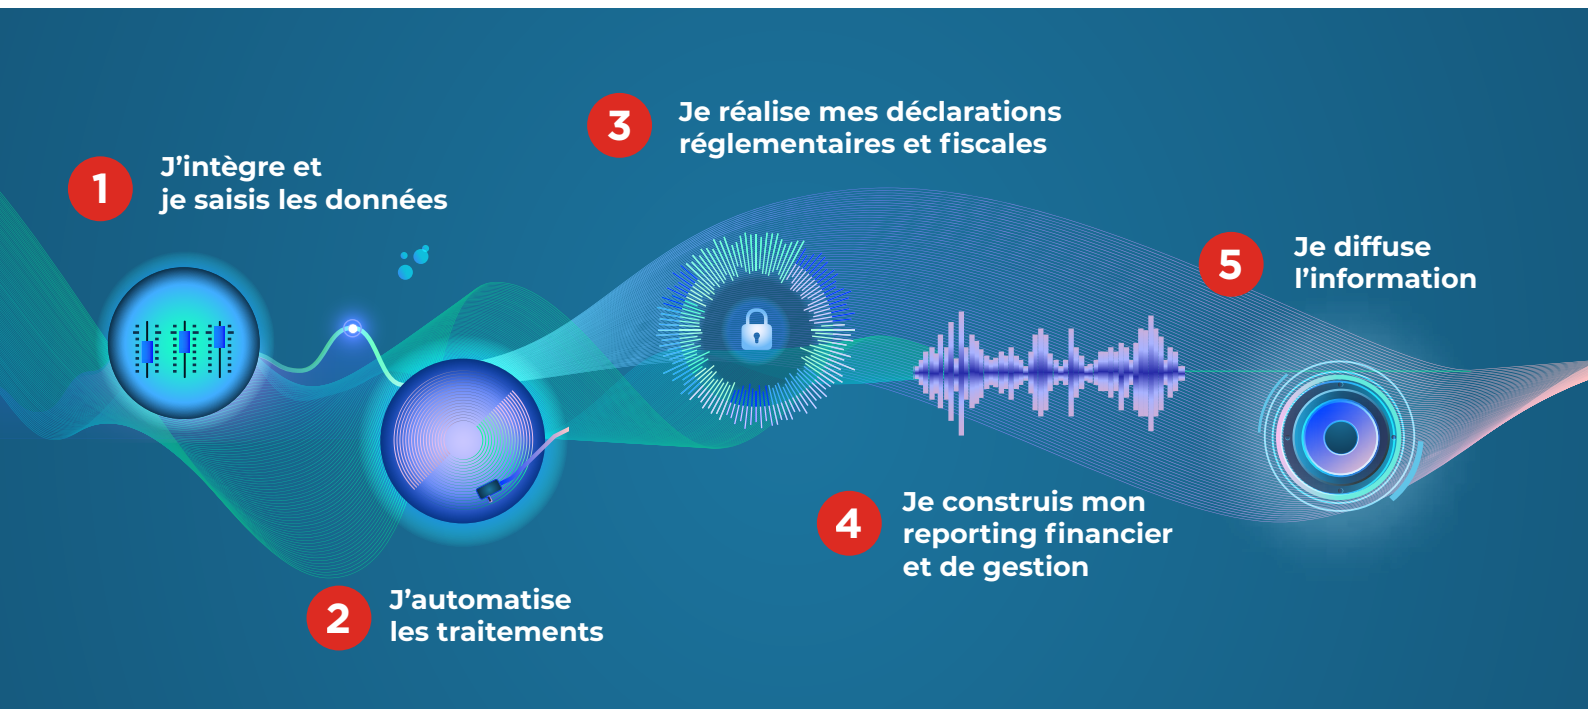 1
J’intègre et
je saisis les données
2
J’automatise
les traitements
3
Je réalise mes déclarations
réglementaires et fiscales
4
Je construis mon
reporting financier
et de gestion
5
Je diffuse
l’information